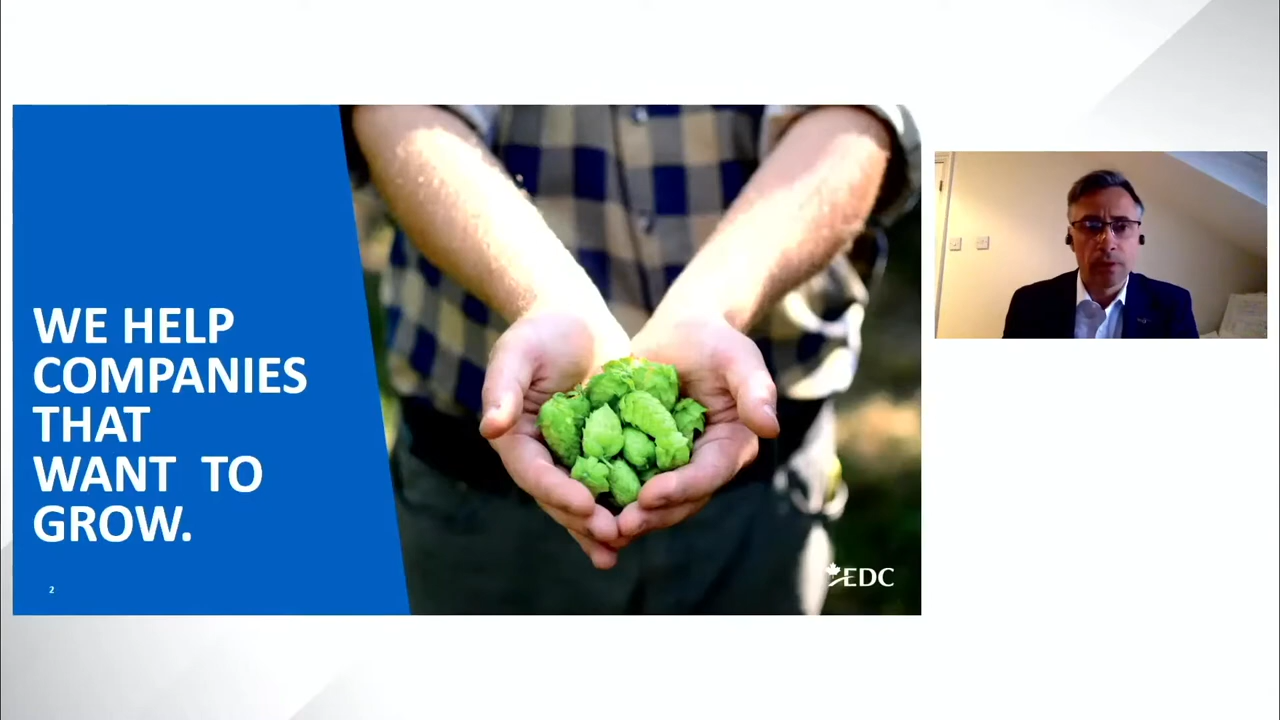 WE HELP
COMPANIES
THAT
WANT TO
GROW.
2
EDC